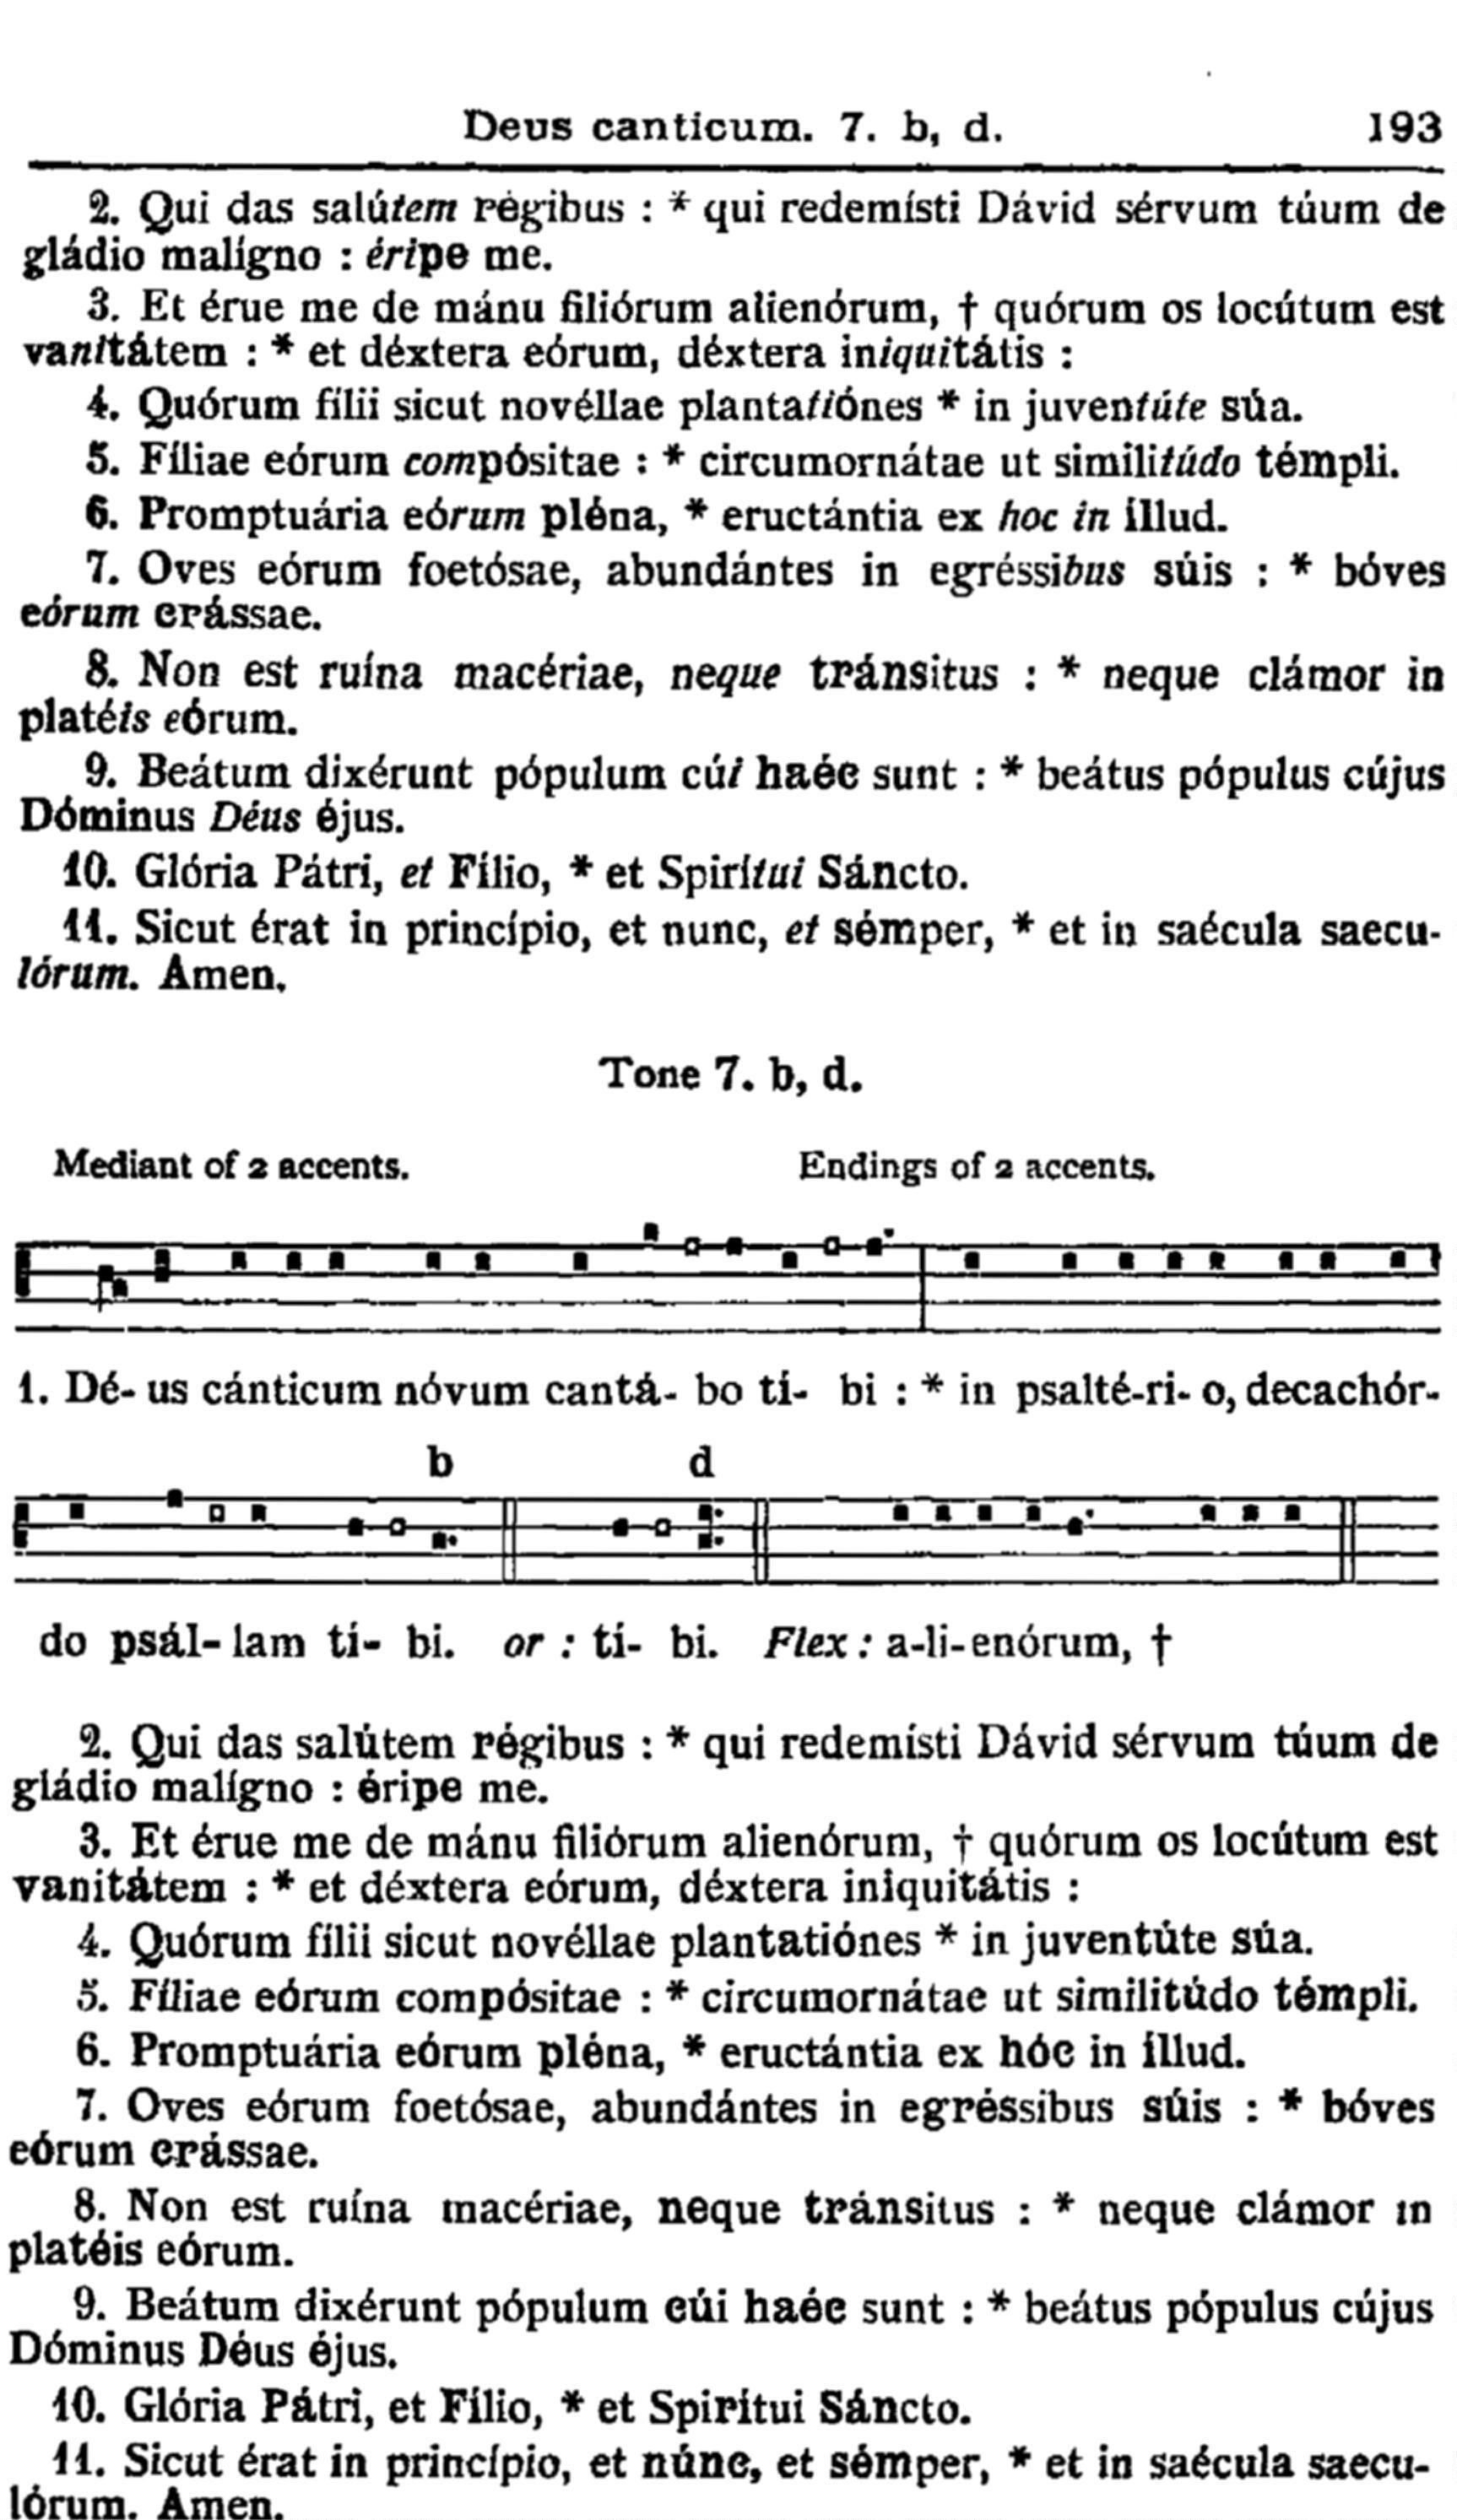 Deus canticum. 7. b, d. 193
2. Qui das salútem régibus : * qui redemísti Dávid sérvum túum de
gládio malígno : éripe me.
3. Et érue me de mánu filiórum alienórum, † quórum os locútum est
vanitátem : * et déxtera eórum, déxtera iniquitátis :
4. Quórum fílii sicut novéllae plantatiónes * in juventúte súa.
5. Fíliae eórum compósitae : * circumornátae ut similitúdo témpli.
6. Promptuária eórum pléna, * eructántia ex hoc in íllud.
7. Oves eórum foetósae, abundántes in egréssibus súis : * bóves
eórum crássae.
8. Non est ruína macériae, neque tránsitus : * neque clámor in
platéis eórum.
9. Beátum dixérunt pópulum cúi haéc sunt : * beátus pópulus cújus
Dóminus Déus éjus.
10. Glória Pátri, et Fílio, * et Spirítui Sáncto.
11. Sicut érat in princípio, et nunc, et sémper, * et in saécula saecu-
lórum. Amen.
Tone 7. b, d.
Mediant of 2 accents. Endings of 2 accents.
1. Dé- us cánticum nóvum cantá- bo tí- bi : * in psalté-ri- o, decachór-
b d
do psál- lam tí- bi. or : tí- bi. Flex : a-li-enórum, †
2. Qui das salútem régibus : * qui redemísti Dávid sérvum túum de
gládio malígno : éripe me.
3. Et érue me de mánu filiórum alienórum, † quórum os locútum est
vanitátem : * et déxtera eórum, déxtera iniquitátis :
4. Quórum fílii sicut novéllae plantatiónes * in juventúte súa.
5. Fíliae eórum compósitae : * circumornátae ut similitúdo témpli.
6. Promptuária eórum pléna, * eructántia ex hóc in íllud.
7. Oves eórum foetósae, abundántes in egréssibus súis : * bóves
eórum crássae.
8. Non est ruína macériae, neque tránsitus : * neque clámor in
platéis eórum.
9. Beátum dixérunt pópulum cúi haéc sunt : * beátus pópulus cújus
Dóminus Déus éjus.
10. Glória Pátri, et Fílio, * et Spirítui Sáncto.
11. Sicut érat in princípio, et núnc, et sémper, * et in saécula saecu-
lórum. Amen.